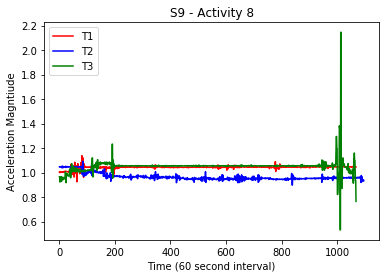 S9 - Activity 8
Acceleration Magntiude
2.2
2.0
1.8
1.6
1.4
1.2
1.0
0.8
0.6
T1
T2
T3
0 200 400 600 800 1000
Time (60 second interval)